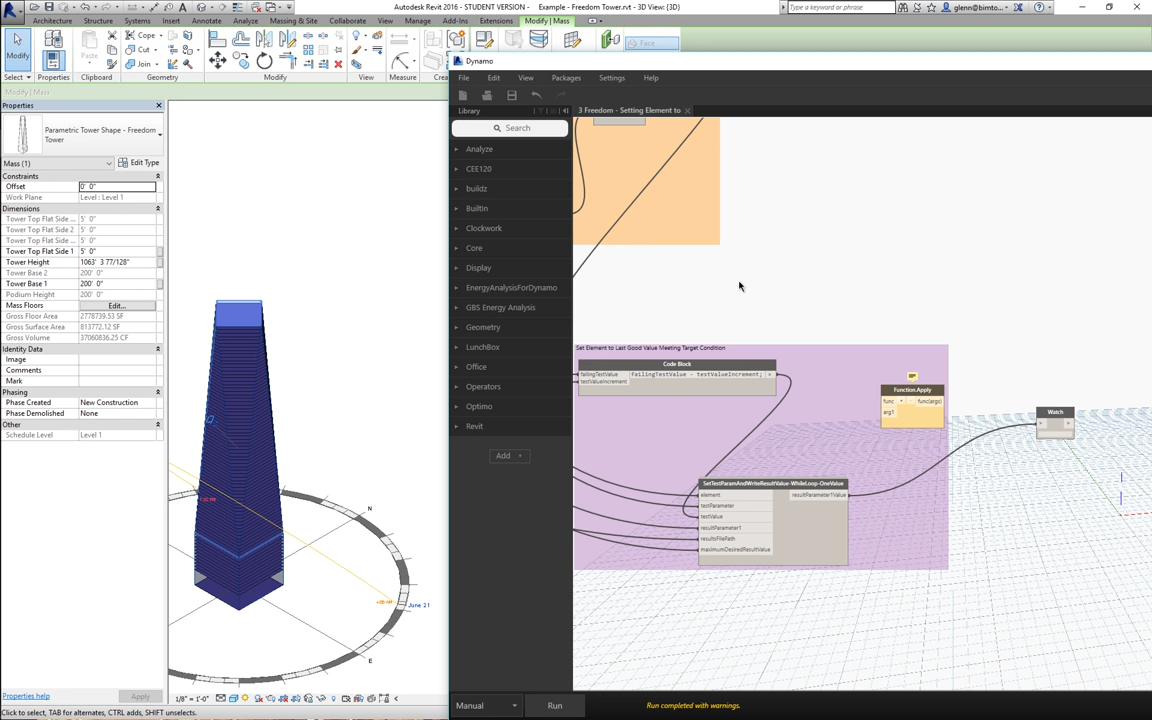 Autodesk Revit 2016 - STUDENT VERSION - Example - Freedom Tower.rvt - 3D View: {3D}
Type a keyword or phrase
glenn@bimto...
Architecture Structure Systems Insert Annotate Analyze Massing & Site Collaborate View Manage Add-Ins Extensions Modify | Mass
Modify
Paste
Cope
Cut
Join
Face
Select Properties Clipboard Geometry Modify View Measure
Modify | Mass
Properties
Parametric Tower Shape - Freedom Tower
Mass (1)
Edit Type
Constraints
Offset 0' 0"
Work Plane Level : Level 1
Dimensions
Tower Top Flat Side ... 5' 0"
Tower Top Flat Side 2 5' 0"
Tower Top Flat Side ... 5' 0"
Tower Top Flat Side 1 5' 0"
Tower Height 1063' 3 77/128"
Tower Base 2 200' 0"
Tower Base 1 200' 0"
Podium Height 200' 0"
Mass Floors Edit...
Gross Floor Area 2778739.53 SF
Gross Surface Area 813772.12 SF
Gross Volume 37060836.25 CF
Identity Data
Image
Comments
Mark
Phasing
Phase Created New Construction
Phase Demolished None
Other
Schedule Level Level 1
Properties help
Apply
N
E
June 21
1/8" = 1'-0"
Click to select, TAB for alternates, CTRL adds, SHIFT unselects.
Dynamo
File Edit View Packages Settings Help
Library
3 Freedom - Setting Element to
Search
Analyze
CEE120
buildz
BuiltIn
Clockwork
Core
Display
EnergyAnalysisForDynamo
GBS Energy Analysis
Geometry
LunchBox
Office
Operators
Optimo
Revit
Add +
Set Element to Last Good Value Meeting Target Condition
Code Block
failingTestValue FailingTestValue - testValueIncrement; >
testValueIncrement
Function.Apply
func + - func(args)
arg1
Watch
> >
SetTestParamAndWriteResultValue-WhileLoop-OneValue
element resultParameter1Value
testParameter
testValue
resultParameter1
resultsFilePath
maximumDesiredResultValue
Manual
Run
Run completed with warnings.